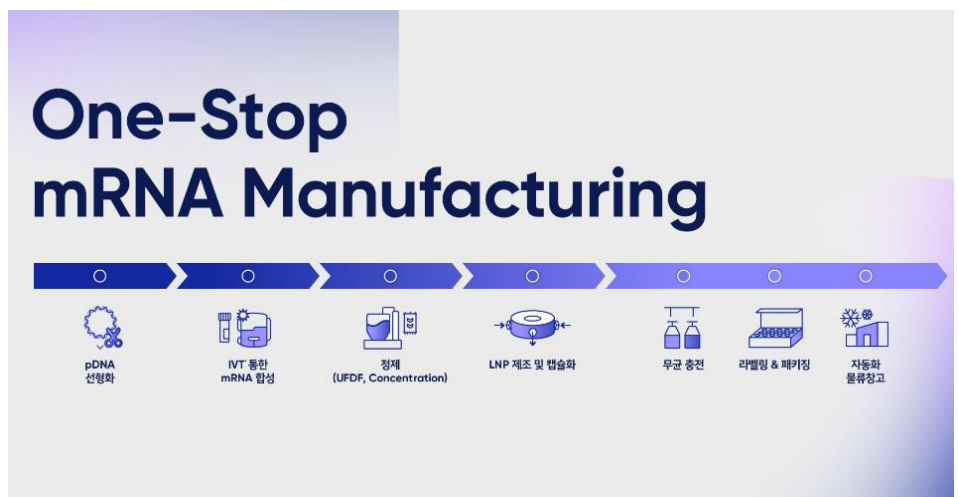 One-Stop
mRNA Manufacturing
pDNA
선형화
IVT 통한
mRNA 합성
정제
(UFDF, Concentration)
LNP 제조 및 캡슐화
무균 충전
라벨링 & 패키징
자동화
물류창고